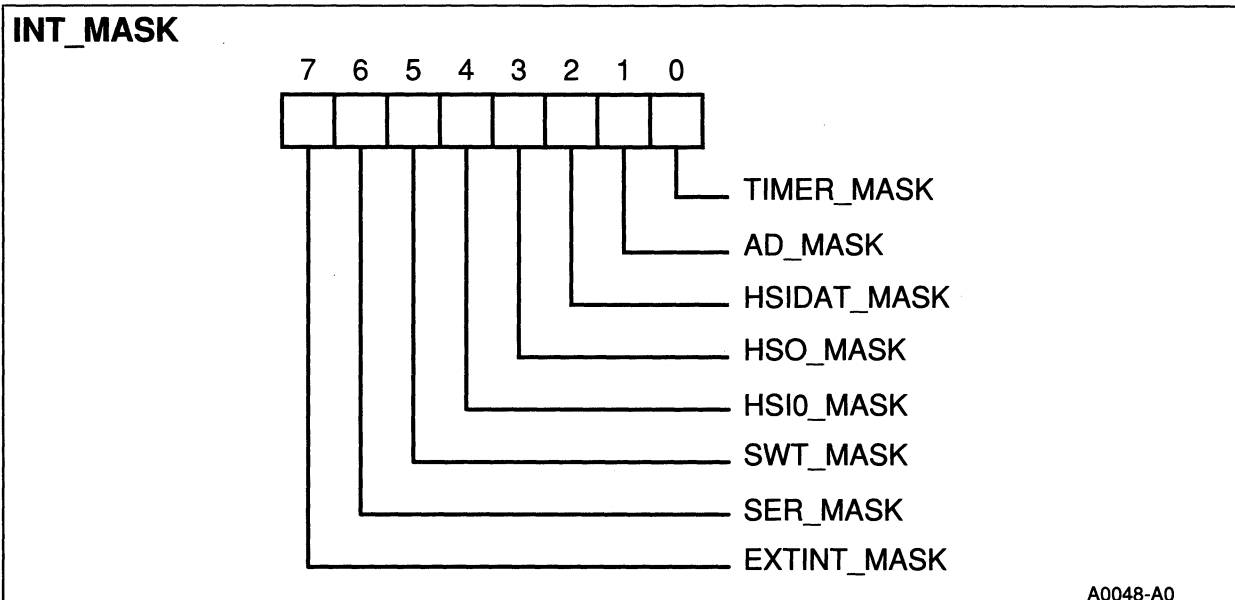 INT_MASK
7 6 5 4 3 2 1 0
TIMER_MASK
AD_MASK
HSIDAT_MASK
HSO_MASK
HSI0_MASK
SWT_MASK
SER_MASK
EXTINT_MASK
A0048-A0